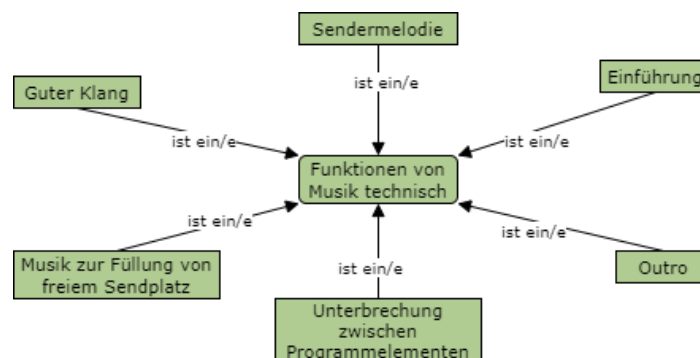 Sendermelodie
Einführung
Guter Klang
ist ein/e
ist ein/e
ist ein/e
Funktionen von
Musik technisch
ist ein/e
ist ein/e
ist ein/e
Musik zur Füllung von
freiem Sendplatz
Outro
Unterbrechung
zwischen
Programmelementen